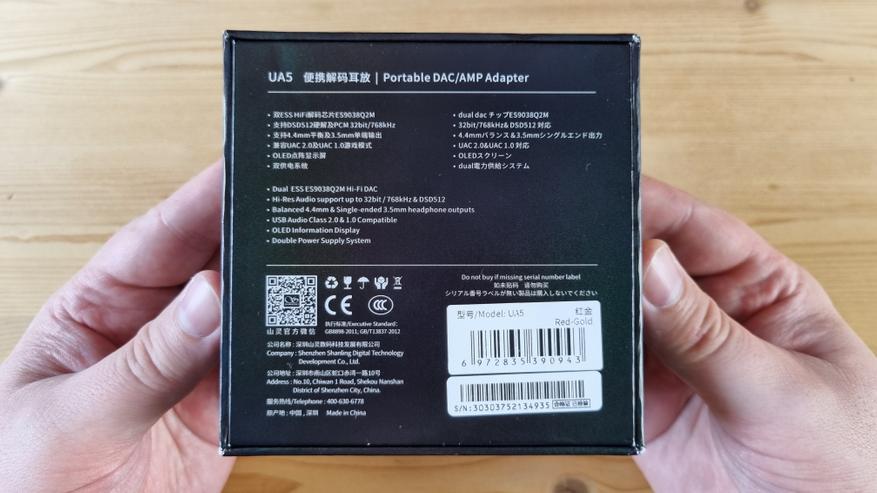 UA5 便携解码耳放 | Portable DAC/AMP Adapter
• 双ESS HiFi解码芯片ES9038Q2M
• 支持DSD512硬解及PCM 32bit/768kHz
• 支持4.4mm平衡及3.5mm单端输出
• 兼容UAC 2.0及UAC 1.0游戏模式
• OLED点阵显示屏
• 双供电系统
• dual dac チップES9038Q2M
• 32bit/768kHz& DSD512 対応
• 4.4mmバランス＆3.5mmシングルエンド出力
• UAC 2.0&UAC 1.0 対応
• OLEDスクリーン
• dual電力供給システム
• Dual ESS ES9038Q2M Hi-Fi DAC
• Hi-Res Audio support up to 32bit / 768kHz & DSD512
• Balanced 4.4mm & Single-ended 3.5mm headphone outputs
• USB Audio Class 2.0 & 1.0 Compatible
• OLED Information Display
• Double Power Supply System
山灵官方微信
CE CCC
执行标准/Executive Standard:
GB8898-2011; GB/T13837-2012
公司名称：深圳山灵数码科技发展有限公司
Company : Shenzhen Shanling Digital Technology
Development Co., Ltd.
公司地址：深圳市南山区蛇口赤湾一路10号
Address : No.10, Chiwan 1 Road, Shekou Nanshan
District of Shenzhen City, China.
服务热线/Telephone : 400-630-6778
原产地：中国，深圳 Made in China
Do not buy if missing serial number label
如未贴码 请勿购买
シリアル番号ラベルが無い製品は購入しないでください
型号/Model: UA5
红金
Red-Gold
6 972835 390943
S/N:30303752134935 合格证 已检验